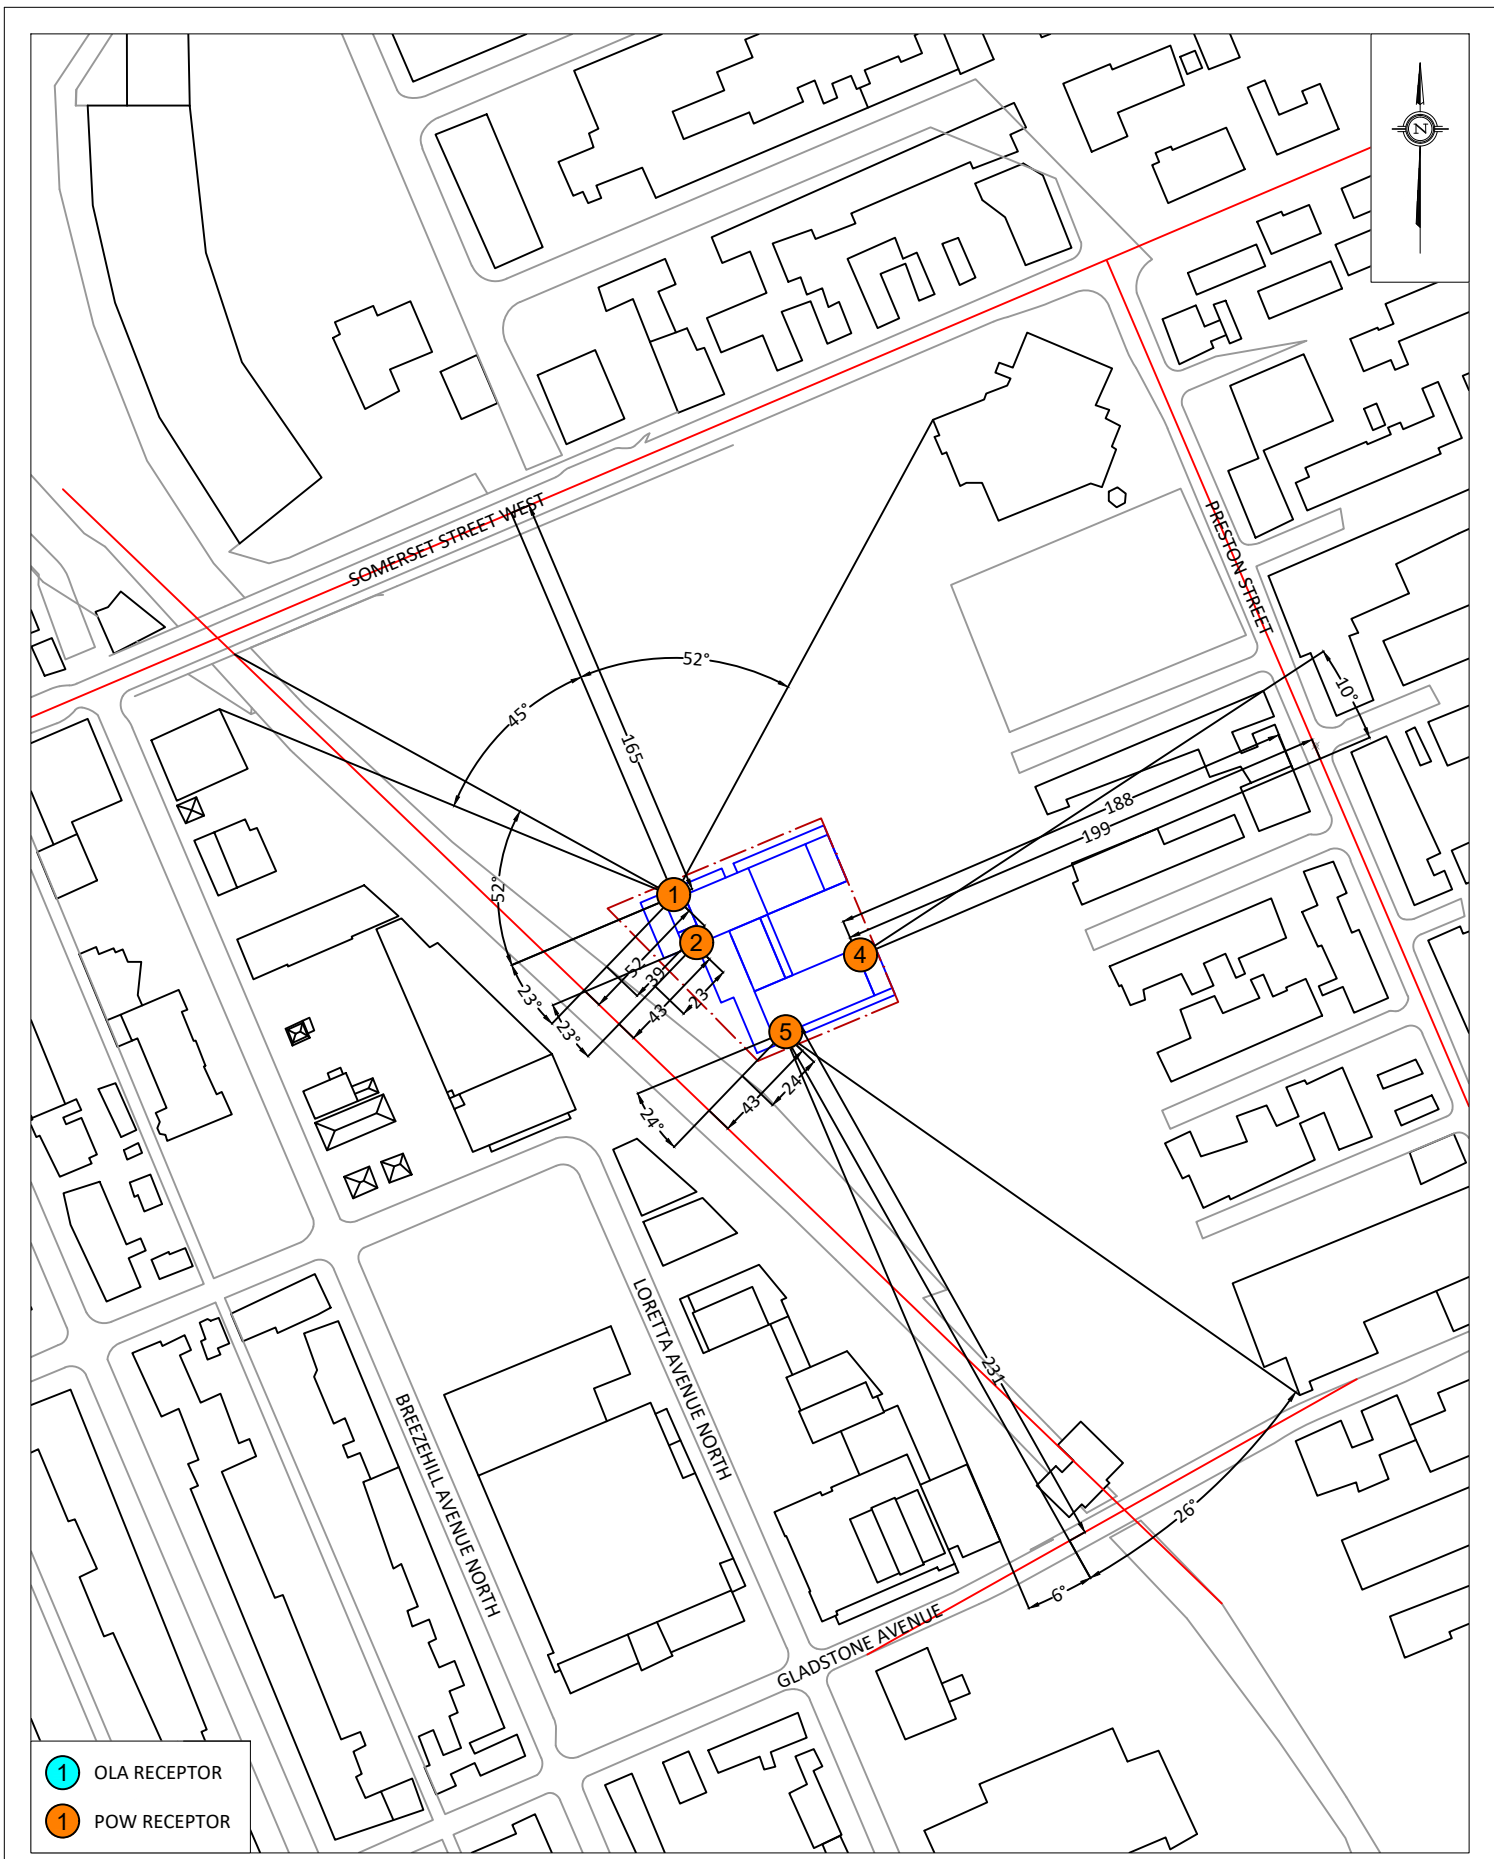 N
SOMERSET STREET WEST
PRESTON STREET
52°
45°
165
10°
188
199
52°
1
2
4
52
39
23
43
23°
23°
5
24
43
24°
LORETTA AVENUE NORTH
231
BREEZEHILL AVENUE NORTH
26°
6°
GLADSTONE AVENUE
1 OLA RECEPTOR
1 POW RECEPTOR